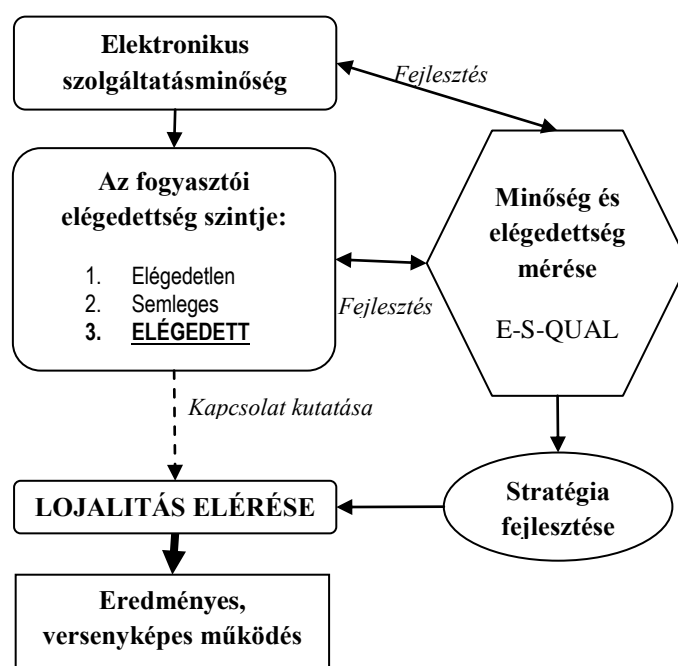 Elektronikus
szolgáltatásminőség
Fejlesztés
Az fogyasztói
elégedettség szintje:
1. Elégedetlen
2. Semleges
3. ELÉGEDETT
Fejlesztés
Minőség és
elégedettség
mérése
E-S-QUAL
Kapcsolat kutatása
LOJALITÁS ELÉRÉSE
Stratégia
fejlesztése
Eredményes,
versenyképes működés